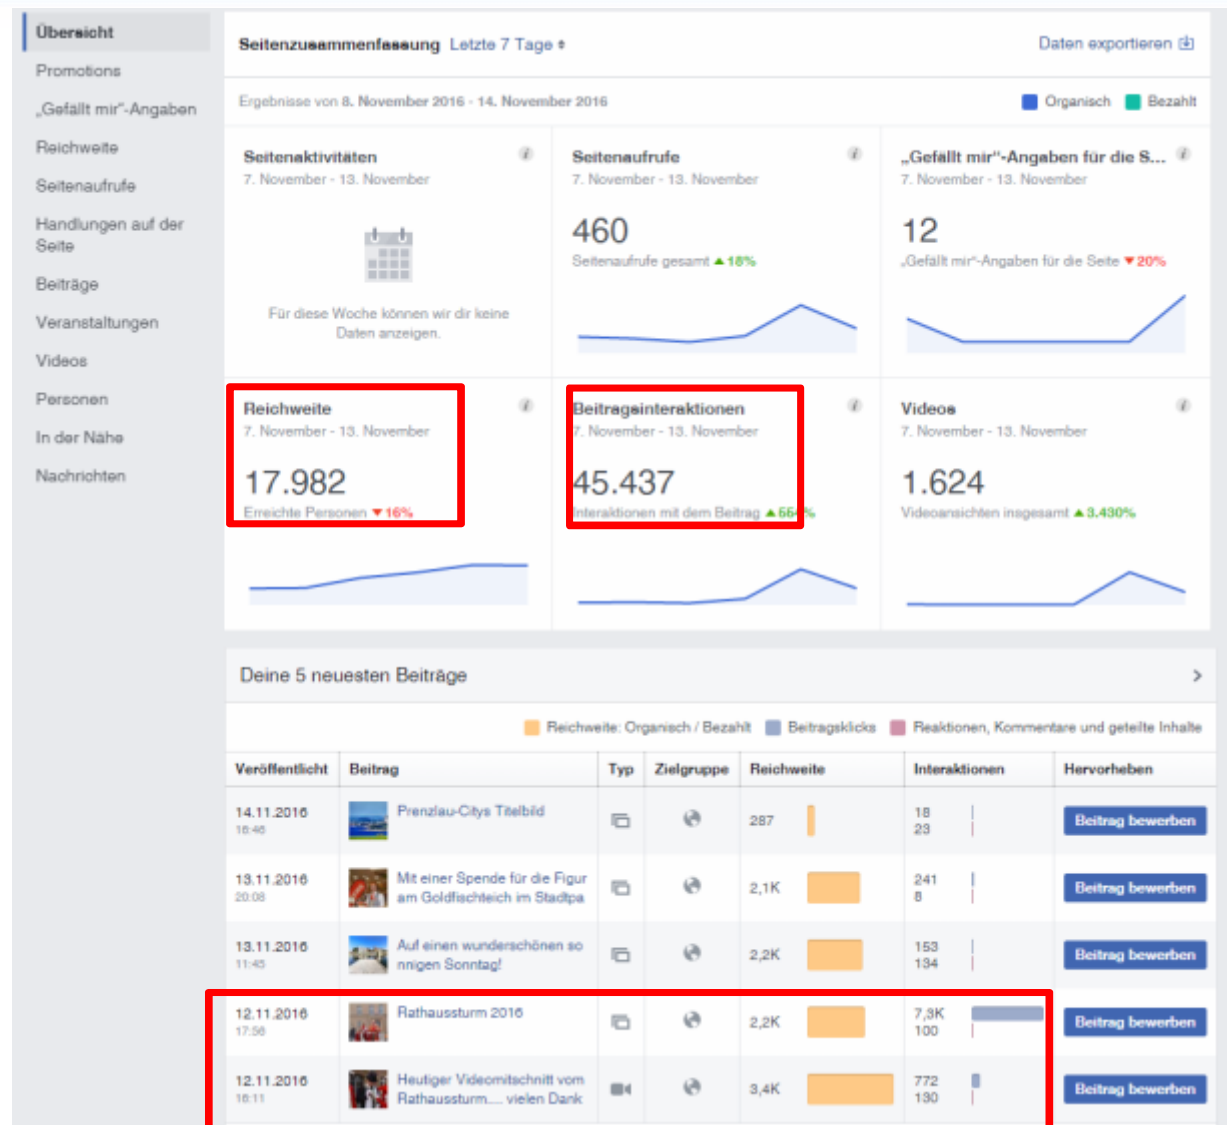 Übersicht
Promotions
„Gefällt mir“-Angaben
Reichweite
Seitenaufrufe
Handlungen auf der
Seite
Beiträge
Veranstaltungen
Videos
Personen
In der Nähe
Nachrichten
Seitenzusammenfassung Letzte 7 Tage
Daten exportieren
Ergebnisse von 8. November 2016 - 14. November 2016
Organisch Bezahlt
Seitenaktivitäten
7. November - 13. November
Für diese Woche können wir dir keine
Daten anzeigen.
Seitenaufrufe
7. November - 13. November
460
Seitenaufrufe gesamt ▲18%
„Gefällt mir“-Angaben für die S...
7. November - 13. November
12
„Gefällt mir“-Angaben für die Seite ▼20%
Reichweite
7. November - 13. November
17.982
Erreichte Personen ▼16%
Beitragsinteraktionen
7. November - 13. November
45.437
Interaktionen mit dem Beitrag
Videos
7. November - 13. November
1.624
Videoansichten insgesamt ▲3.430%
Deine 5 neuesten Beiträge
Reichweite: Organisch / Bezahlt Beitragsklicks Reaktionen, Kommentare und geteilte Inhalte
Veröffentlicht Beitrag Typ Zielgruppe Reichweite Interaktionen Hervorheben
14.11.2016 Prenzlau-Citys Titelbild 287 18 Beitrag bewerben
16:46 23
13.11.2016 Mit einer Spende für die Figur 2,1K 241 Beitrag bewerben
20:08 am Goldfischteich im Stadtpa 8
13.11.2016 Auf einen wunderschönen so 2,2K 153 Beitrag bewerben
11:45 nnigen Sonntag! 134
12.11.2016 Rathaussturm 2016 2,2K 7,3K Beitrag bewerben
17:56 100
12.11.2016 Heutiger Videomitschnitt vom 3,4K 772 Beitrag bewerben
16:11 Rathaussturm.... vielen Dank 130